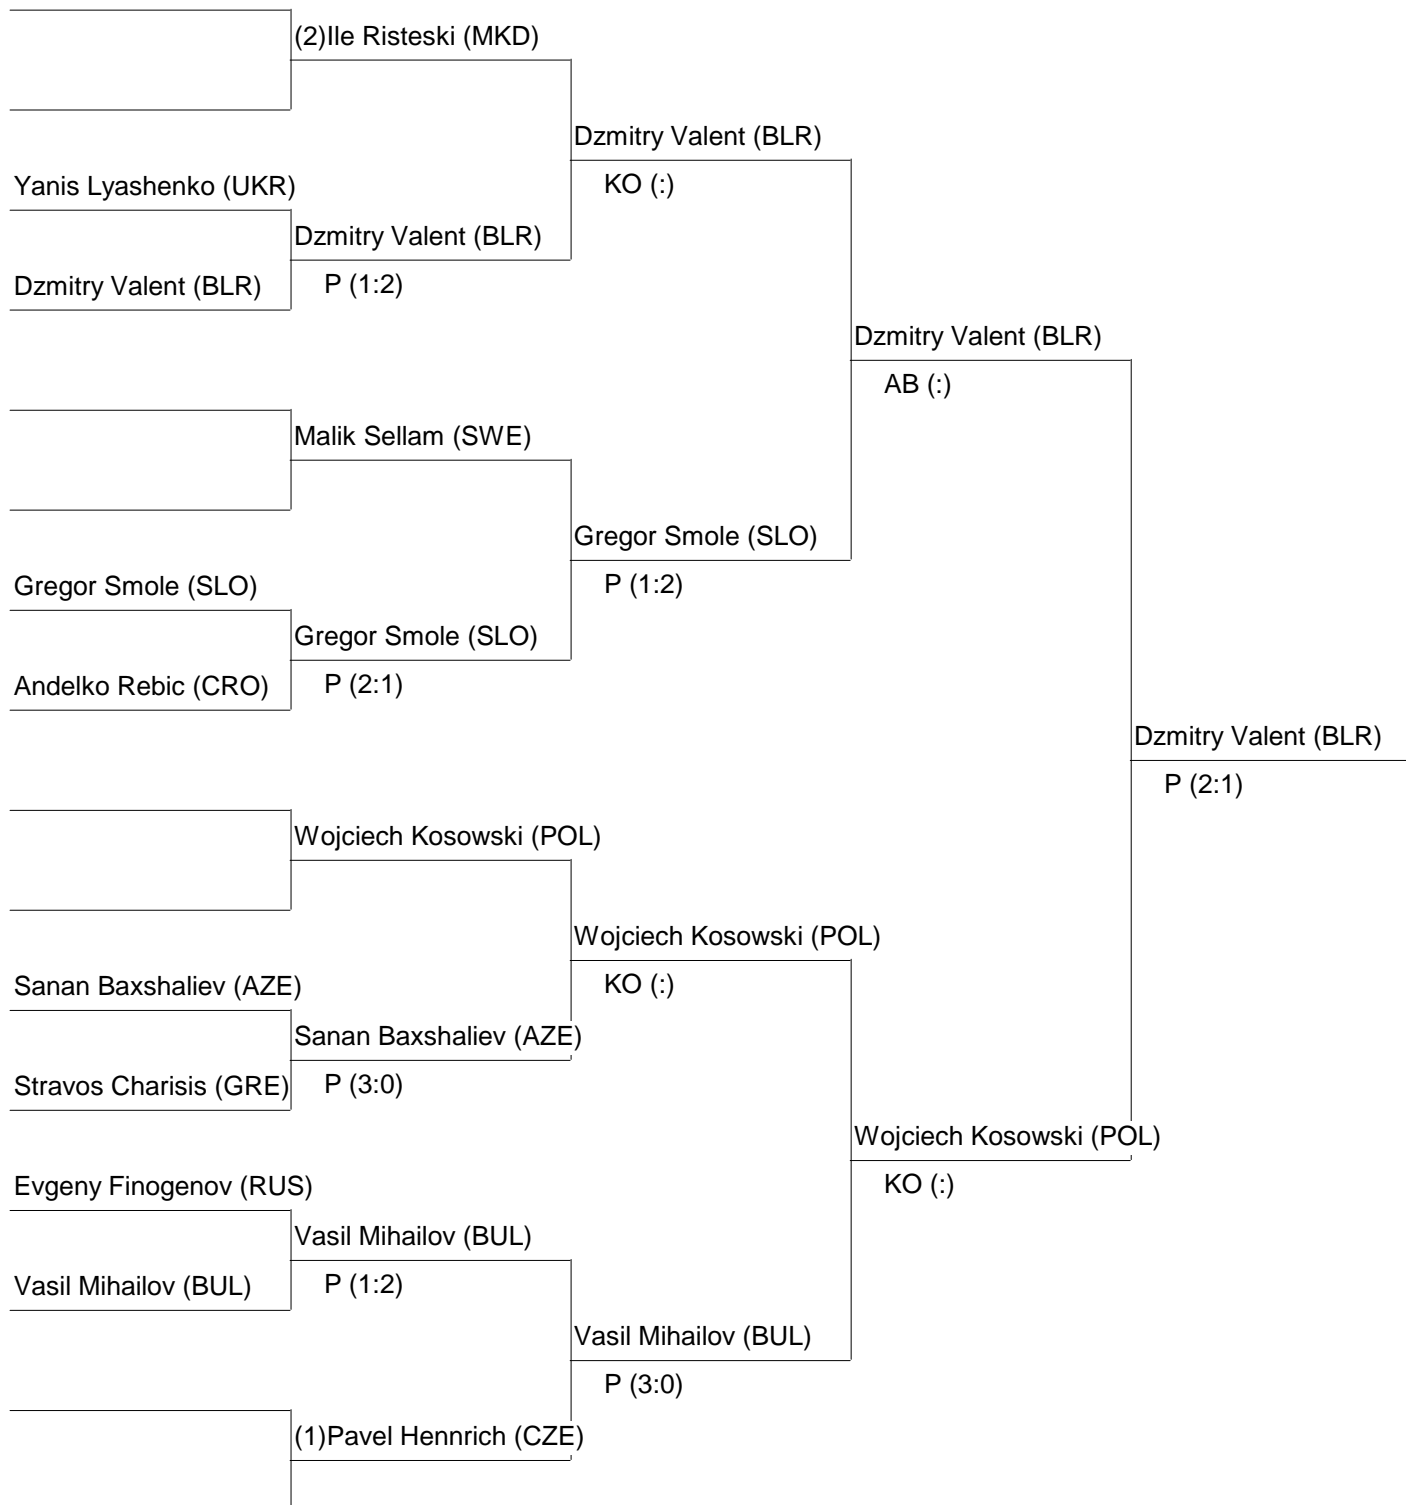 (2)Ile Risteski (MKD)
Dzmitry Valent (BLR)
Yanis Lyashenko (UKR)
KO (:)
Dzmitry Valent (BLR)
Dzmitry Valent (BLR)
P (1:2)
Dzmitry Valent (BLR)
AB (:)
Malik Sellam (SWE)
Gregor Smole (SLO)
Gregor Smole (SLO)
P (1:2)
Gregor Smole (SLO)
Andelko Rebic (CRO)
P (2:1)
Dzmitry Valent (BLR)
P (2:1)
Wojciech Kosowski (POL)
Wojciech Kosowski (POL)
Sanan Baxshaliev (AZE)
KO (:)
Sanan Baxshaliev (AZE)
Stravos Charisis (GRE)
P (3:0)
Wojciech Kosowski (POL)
Evgeny Finogenov (RUS)
KO (:)
Vasil Mihailov (BUL)
Vasil Mihailov (BUL)
P (1:2)
Vasil Mihailov (BUL)
P (3:0)
(1)Pavel Hennrich (CZE)